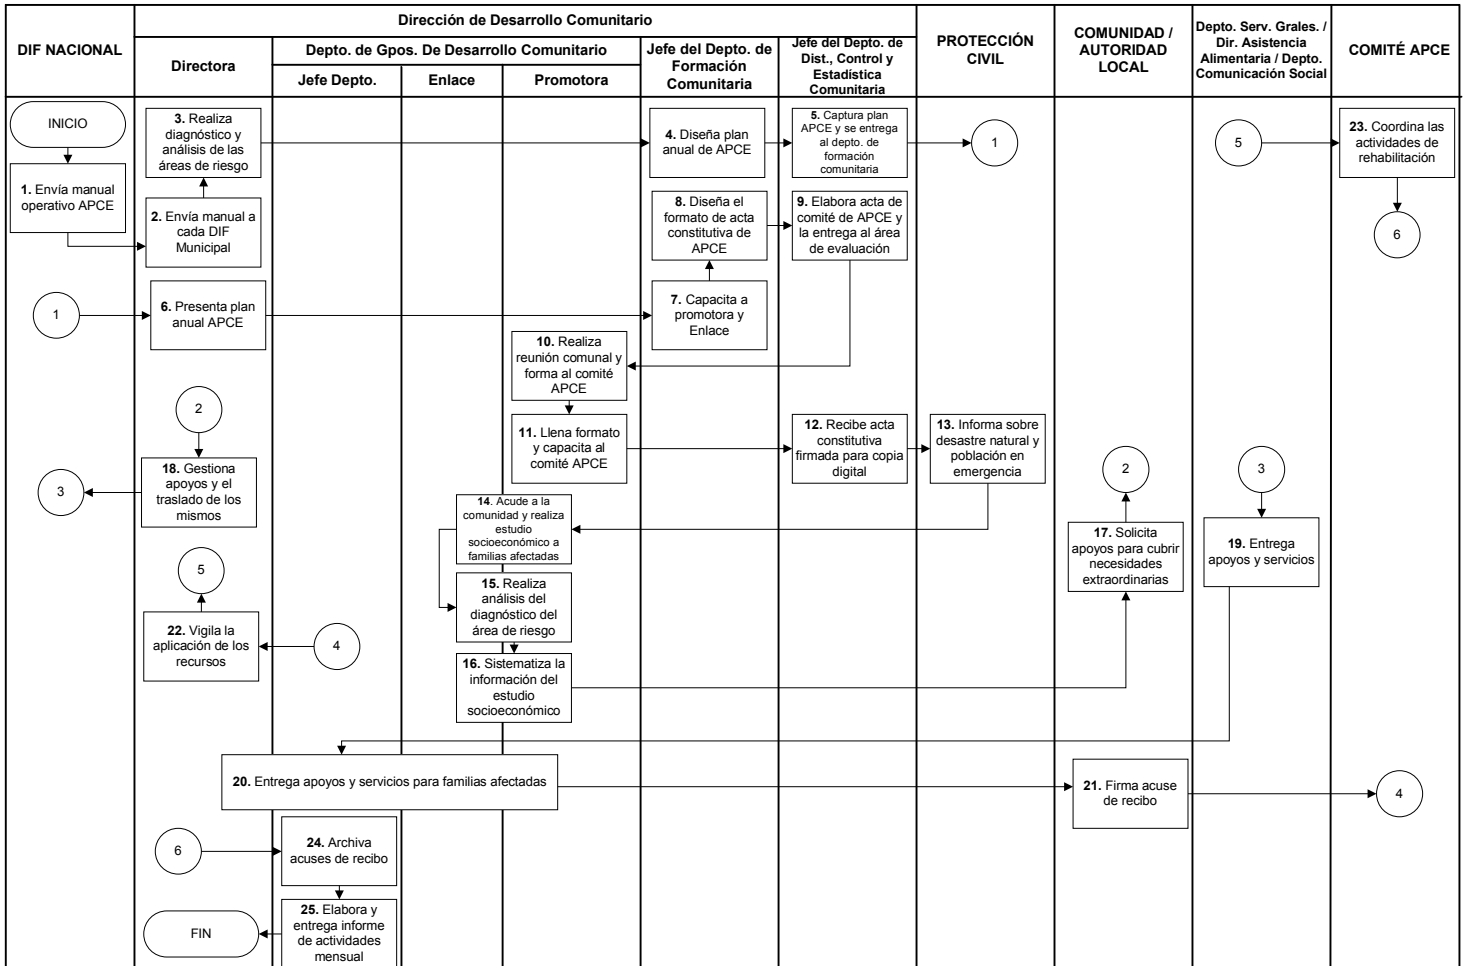 DIF NACIONAL
Dirección de Desarrollo Comunitario
Directora
Depto. de Gpos. De Desarrollo Comunitario
Jefe Depto.
Enlace
Promotora
Jefe del Depto. de
Formación
Comunitaria
Jefe del Depto. de
Dist., Control y
Estadística
Comunitaria
PROTECCIÓN
CIVIL
COMUNIDAD /
AUTORIDAD
LOCAL
Depto. Serv. Grales. /
Dir. Asistencia
Alimentaria / Depto.
Comunicación Social
COMITÉ APCE
INICIO
1. Envía manual
operativo APCE
3. Realiza
diagnóstico y
análisis de las
áreas de riesgo
2. Envía manual a
cada DIF
Municipal
4. Diseña plan
anual de APCE
5. Captura plan
APCE y se entrega
al depto. de
formación
comunitaria
1
5
23. Coordina las
actividades de
rehabilitación
6
8. Diseña el
formato de acta
constitutiva de
APCE
9. Elabora acta de
comité de APCE y
la entrega al área
de evaluación
1
6. Presenta plan
anual APCE
7. Capacita a
promotora y
Enlace
10. Realiza
reunión comunal y
forma al comité
APCE
2
11. Llena formato
y capacita al
comité APCE
12. Recibe acta
constitutiva
firmada para copia
digital
13. Informa sobre
desastre natural y
población en
emergencia
2
3
3
18. Gestiona
apoyos y el
traslado de los
mismos
14. Acude a la
comunidad y realiza
estudio
socioeconómico a
familias afectadas
17. Solicita
apoyos para cubrir
necesidades
extraordinarias
19. Entrega
apoyos y servicios
5
15. Realiza
análisis del
diagnóstico del
área de riesgo
22. Vigila la
aplicación de los
recursos
4
16. Sistematiza la
información del
estudio
socioeconómico
20. Entrega apoyos y servicios para familias afectadas
21. Firma acuse
de recibo
4
6
24. Archiva
acuses de recibo
FIN
25. Elabora y
entrega informe
de actividades
mensual